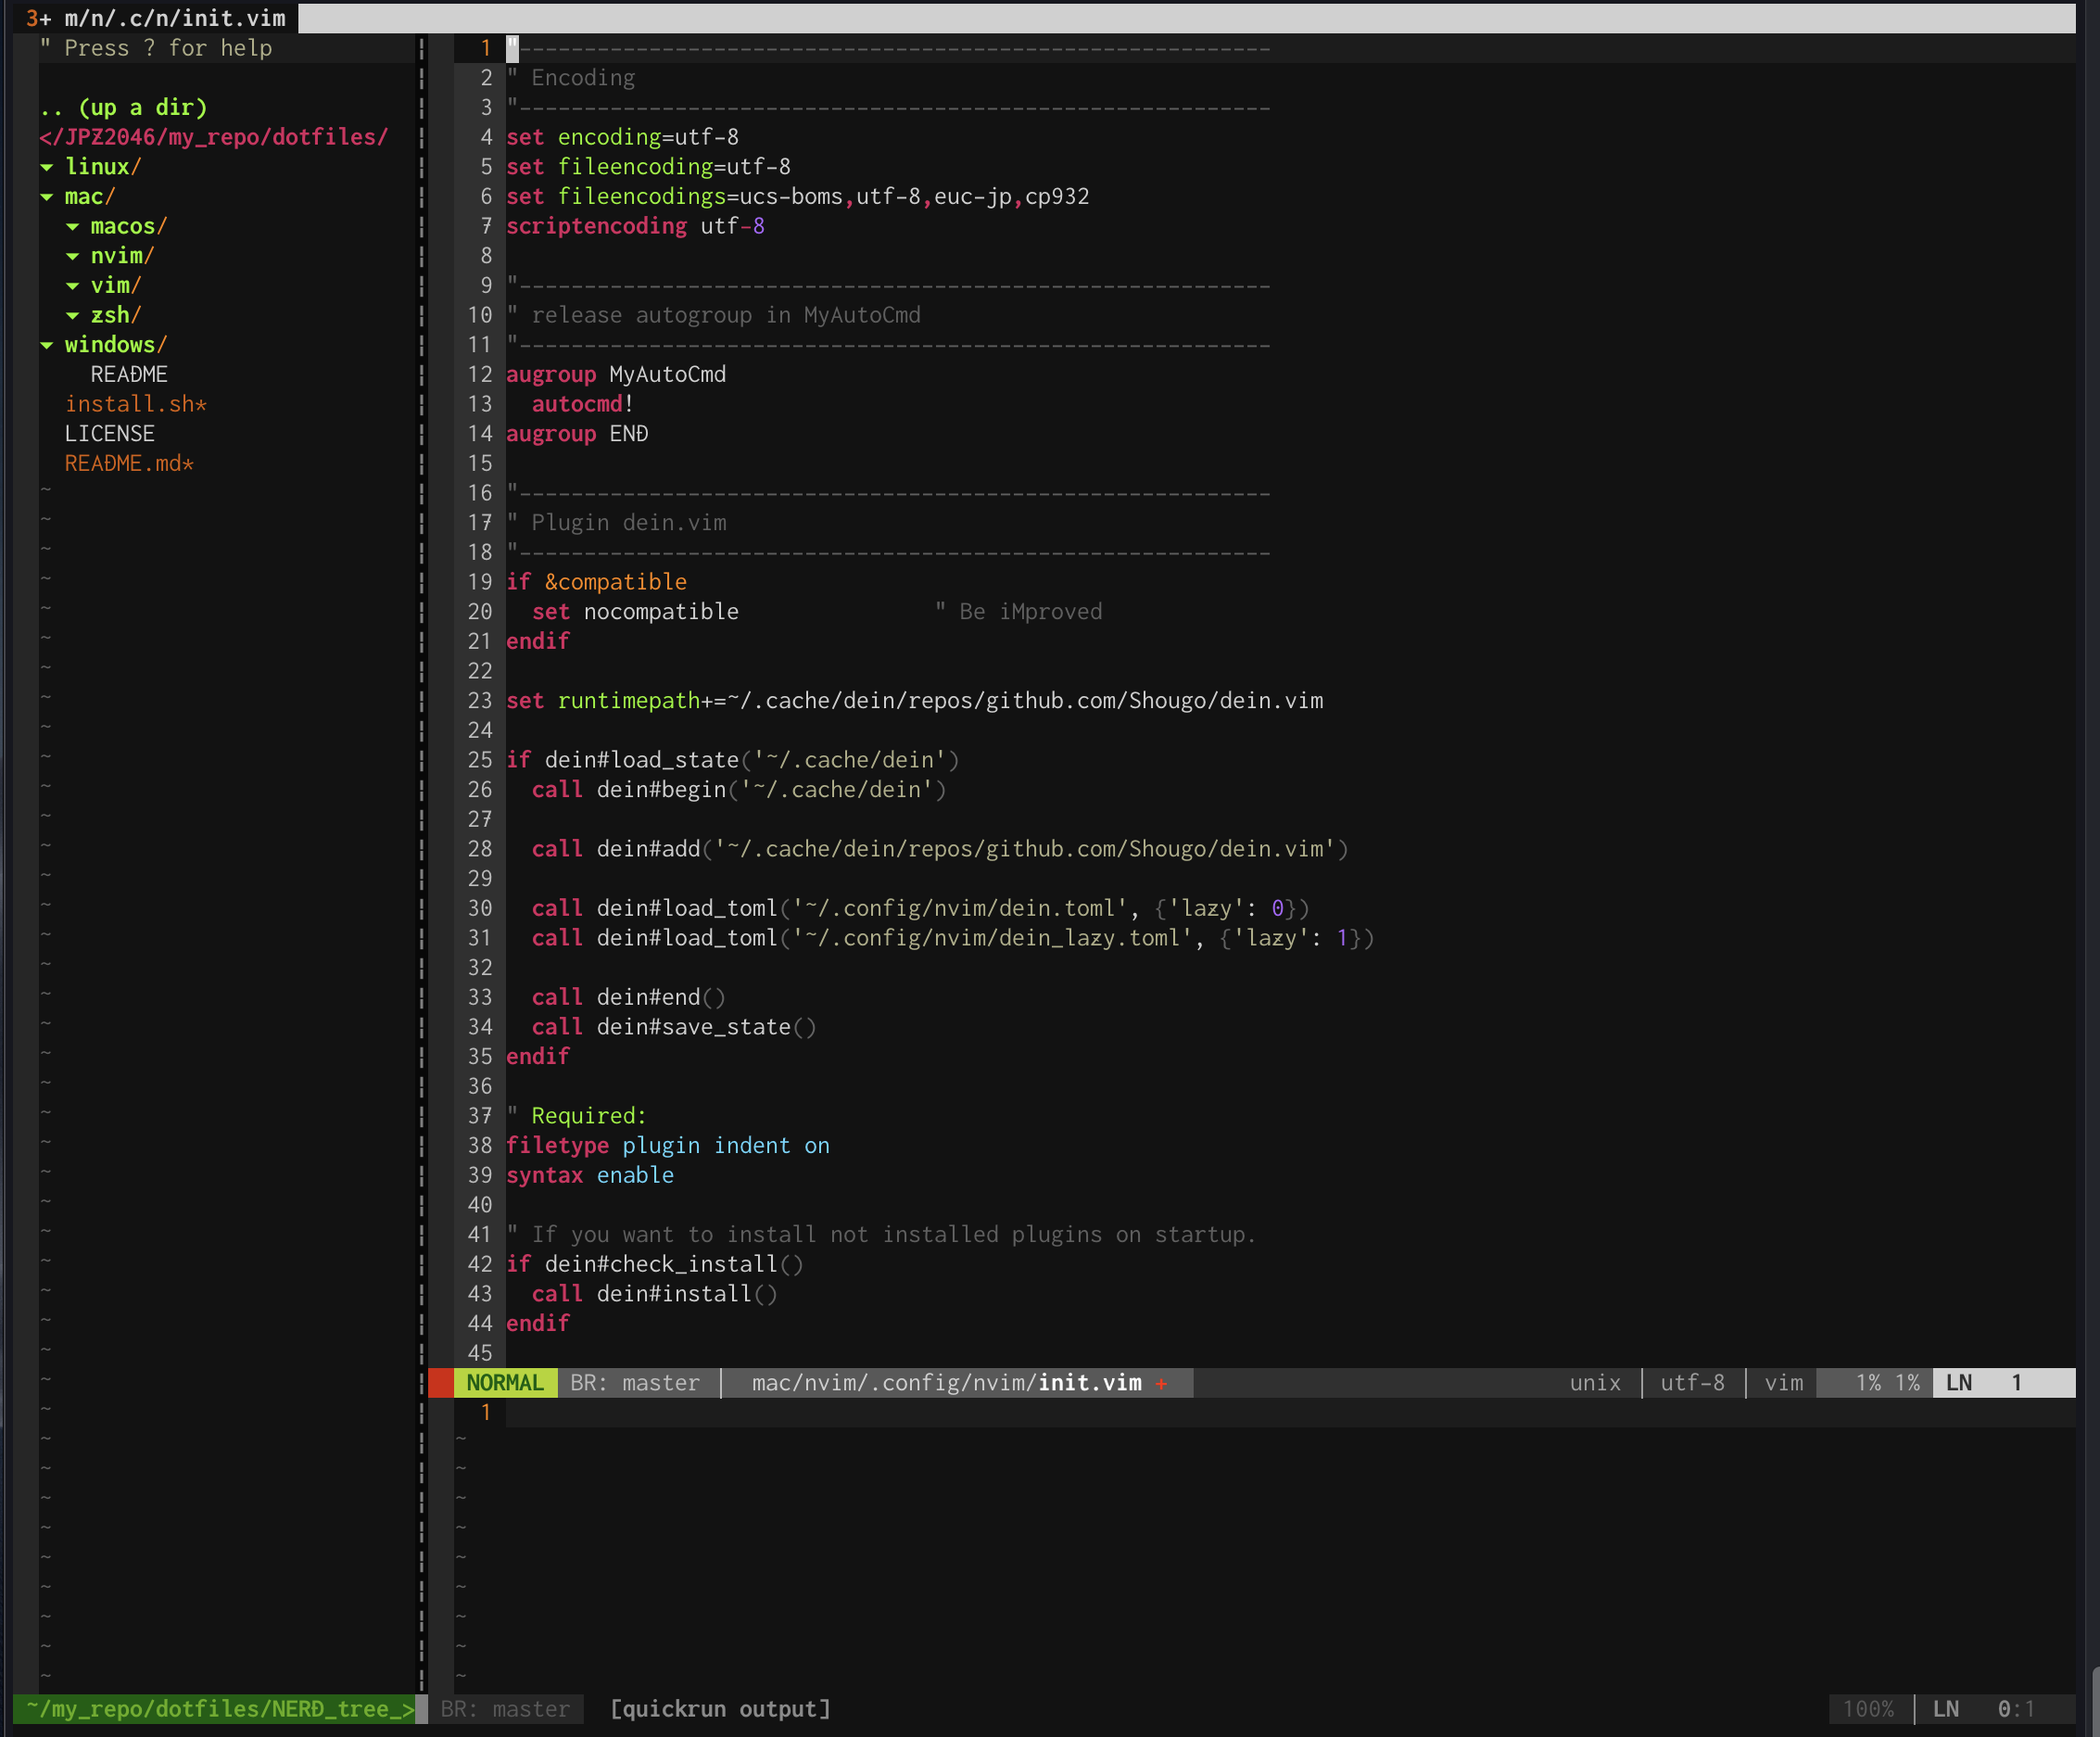 3+ m/n/.c/n/init.vim
" Press ? for help

.. (up a dir)
</JPZ2046/my_repo/dotfiles/
▾ linux/
▾ mac/
  ▾ macos/
  ▾ nvim/
  ▾ vim/
  ▾ zsh/
▾ windows/
    README
  install.sh*
  LICENSE
  README.md*
~/my_repo/dotfiles/NERD_tree_>
1 "----------------------------------------------------------
2 " Encoding
3 "----------------------------------------------------------
4 set encoding=utf-8
5 set fileencoding=utf-8
6 set fileencodings=ucs-boms,utf-8,euc-jp,cp932
7 scriptencoding utf-8
8
9 "----------------------------------------------------------
10 " release autogroup in MyAutoCmd
11 "----------------------------------------------------------
12 augroup MyAutoCmd
13   autocmd!
14 augroup END
15
16 "----------------------------------------------------------
17 " Plugin dein.vim
18 "----------------------------------------------------------
19 if &compatible
20   set nocompatible               " Be iMproved
21 endif
22
23 set runtimepath+=~/.cache/dein/repos/github.com/Shougo/dein.vim
24
25 if dein#load_state('~/.cache/dein')
26   call dein#begin('~/.cache/dein')
27
28   call dein#add('~/.cache/dein/repos/github.com/Shougo/dein.vim')
29
30   call dein#load_toml('~/.config/nvim/dein.toml', {'lazy': 0})
31   call dein#load_toml('~/.config/nvim/dein_lazy.toml', {'lazy': 1})
32
33   call dein#end()
34   call dein#save_state()
35 endif
36
37 " Required:
38 filetype plugin indent on
39 syntax enable
40
41 " If you want to install not installed plugins on startup.
42 if dein#check_install()
43   call dein#install()
44 endif
45
NORMAL BR: master | mac/nvim/.config/nvim/init.vim + unix | utf-8 | vim 1% 1% LN 1
1
BR: master [quickrun output] 100% | LN 0:1